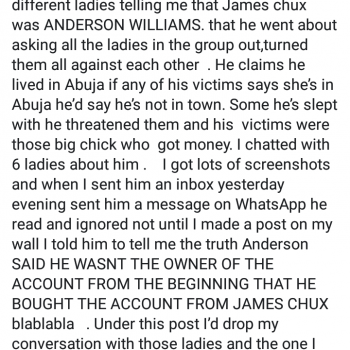 different ladies telling me that James chux
was ANDERSON WILLIAMS. that he went about
asking all the ladies in the group out,turned
them all against each other  . He claims he
lived in Abuja if any of his victims says she’s in
Abuja he’d say he’s not in town. Some he’s slept
with he threatened them and his  victims were
those big chick who  got money. I chatted with
6 ladies about him .    I got lots of screenshots
and when I sent him an inbox yesterday
evening sent him a message on WhatsApp he
read and ignored not until I made a post on my
wall I told him to tell me the truth Anderson
SAID HE WASNT THE OWNER OF THE
ACCOUNT FROM THE BEGINNING THAT HE
BOUGHT THE ACCOUNT FROM JAMES CHUX
blablabla   . Under this post I’d drop my
conversation with those ladies and the one I